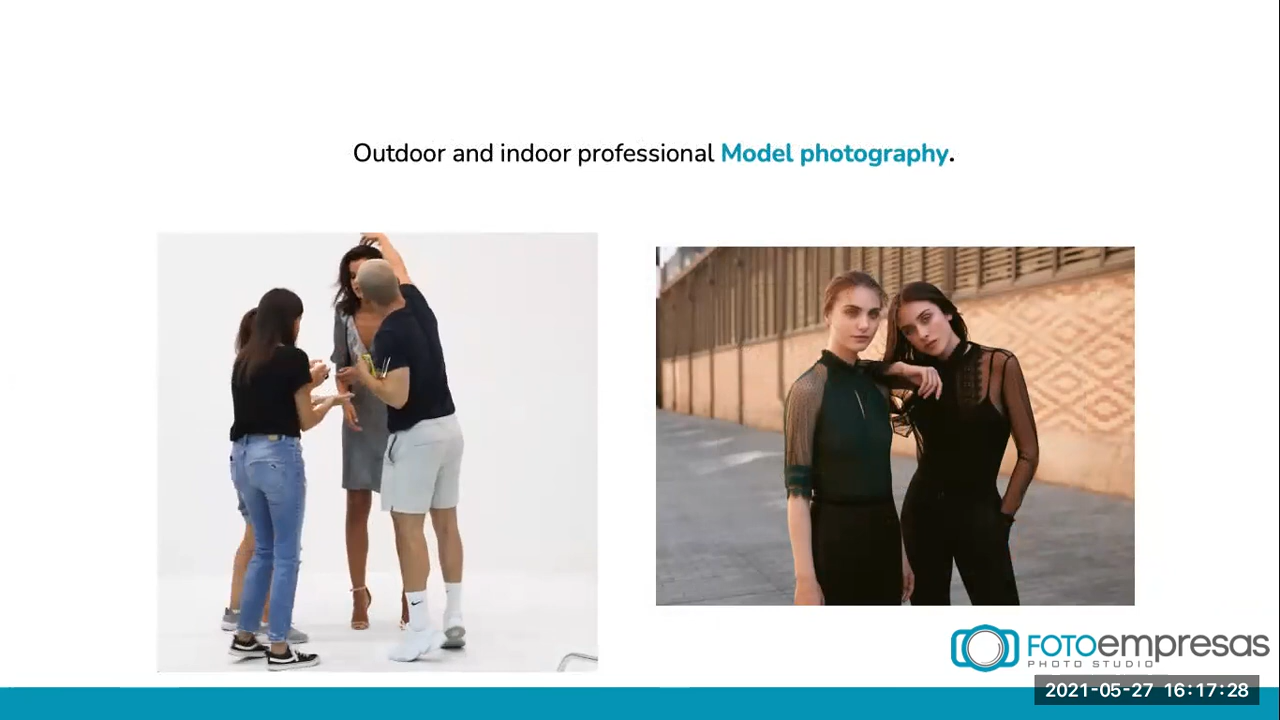 Outdoor and indoor professional Model photography.
FOTOempresas
PHOTO STUDIO
2021-05-27 16:17:28